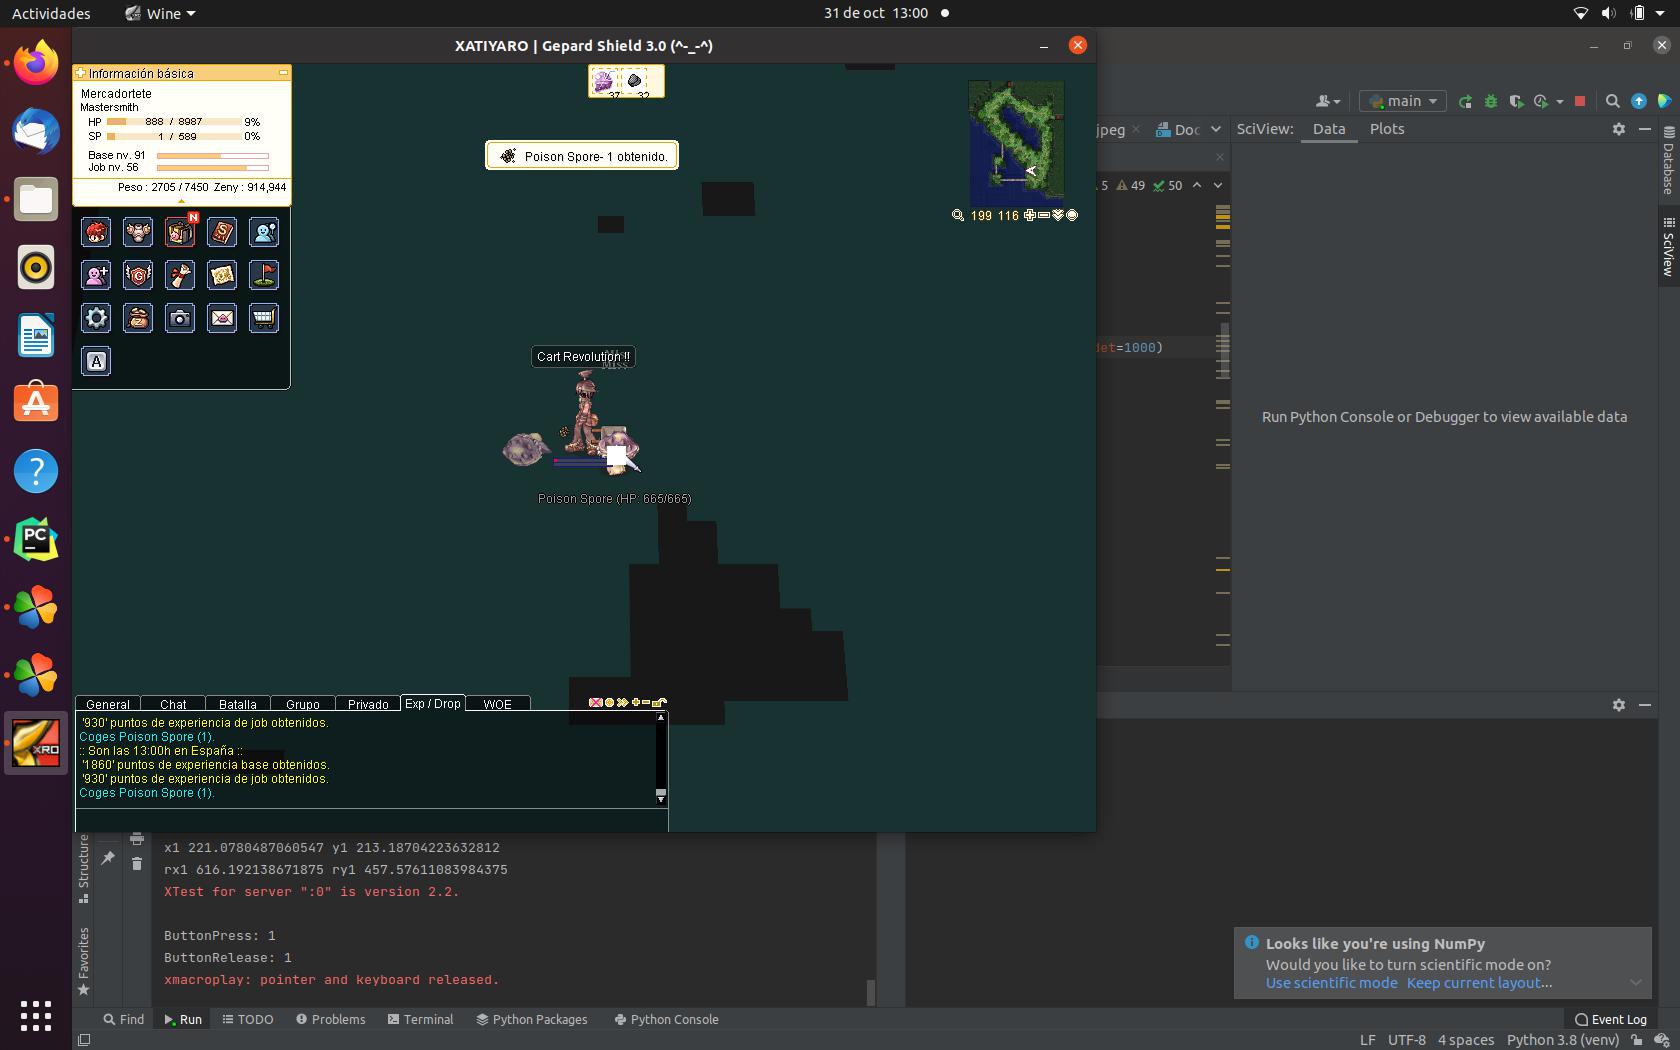 Actividades
Wine
31 de oct 13:00
XATIYARO | Gepard Shield 3.0 (^-_-^)
Información básica
Mercadortete
Mastersmith
HP 888 / 8987 9%
SP 1 / 589 0%
Base nv. 91
Job nv. 56
Peso : 2705 / 7450 Zeny : 914,944
N
37 32
Poison Spore- 1 obtenido.
199 116
Cart Revolution !!
Miss
Poison Spore (HP: 665/665)
General
Chat
Batalla
Grupo
Privado
Exp / Drop
WOE
'930' puntos de experiencia de job obtenidos.
Coges Poison Spore (1).
:: Son las 13:00h en España ::
'1860' puntos de experiencia base obtenidos.
'930' puntos de experiencia de job obtenidos.
Coges Poison Spore (1).
A
PC
XRO
main
jpeg
Doc
SciView:
Data
Plots
5 49 50
det=1000)
Run Python Console or Debugger to view available data
Database
SciView
Structure
Favorites
x1 221.0780487060547 y1 213.18704223632812
rx1 616.192138671875 ry1 457.57611083984375
XTest for server ":0" is version 2.2.
ButtonPress: 1
ButtonRelease: 1
xmacroplay: pointer and keyboard released.
Looks like you're using NumPy
Would you like to turn scientific mode on?
Use scientific mode Keep current layout...
Find
Run
TODO
Problems
Terminal
Python Packages
Python Console
Event Log
LF UTF-8 4 spaces Python 3.8 (venv)